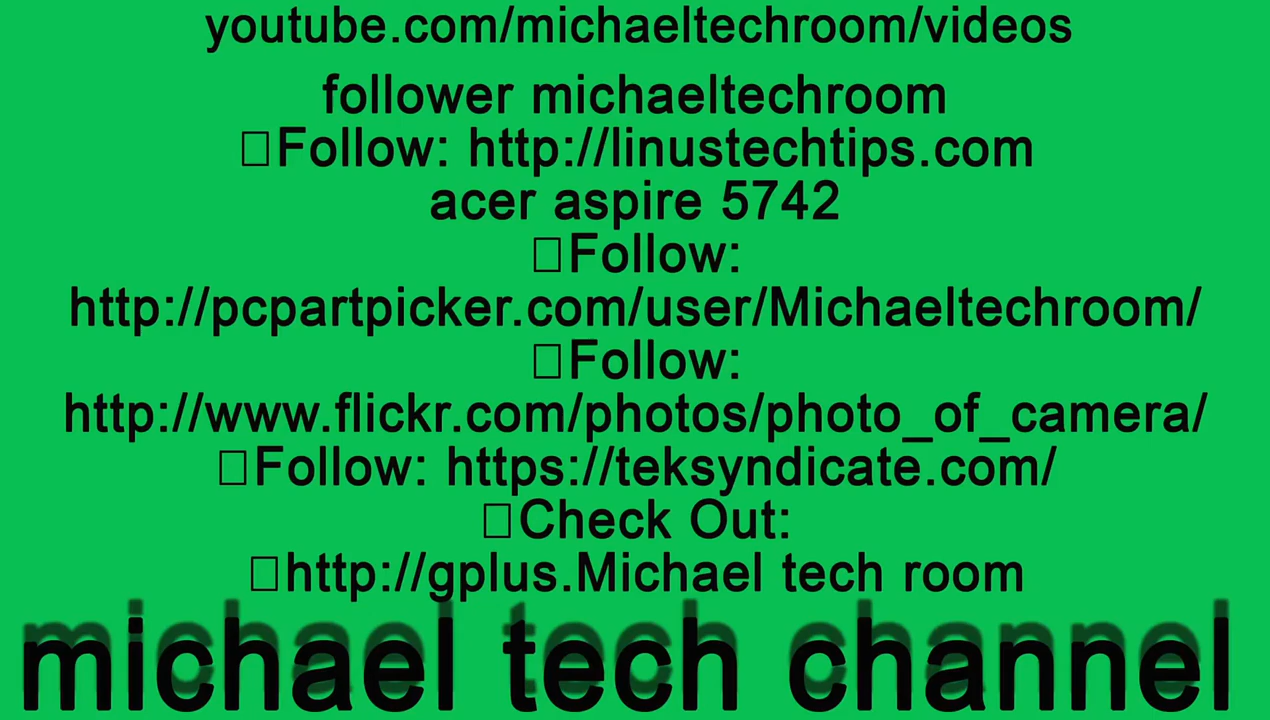 youtube.com/michaeltechroom/videos
follower michaeltechroom
Follow: http://linustechtips.com
acer aspire 5742
Follow:
http://pcpartpicker.com/user/Michaeltechroom/
Follow:
http://www.flickr.com/photos/photo_of_camera/
Follow: https://teksyndicate.com/
Check Out:
http://gplus.Michael tech room
michael tech channel